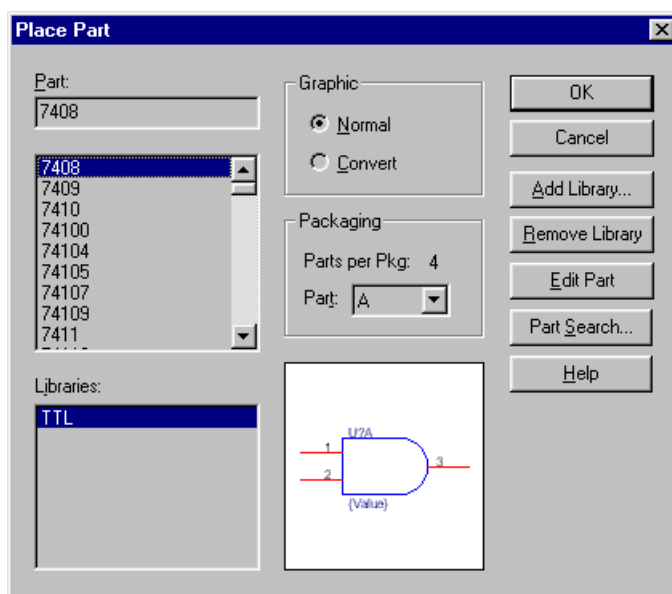 Place Part
Part:
7408
7408
7409
7410
74100
74104
74105
74107
74109
7411
Libraries:
TTL
Graphic
Normal
Convert
Packaging
Parts per Pkg: 4
Part: A
U?A
1
2
3
{Value}
OK
Cancel
Add Library...
Remove Library
Edit Part
Part Search...
Help